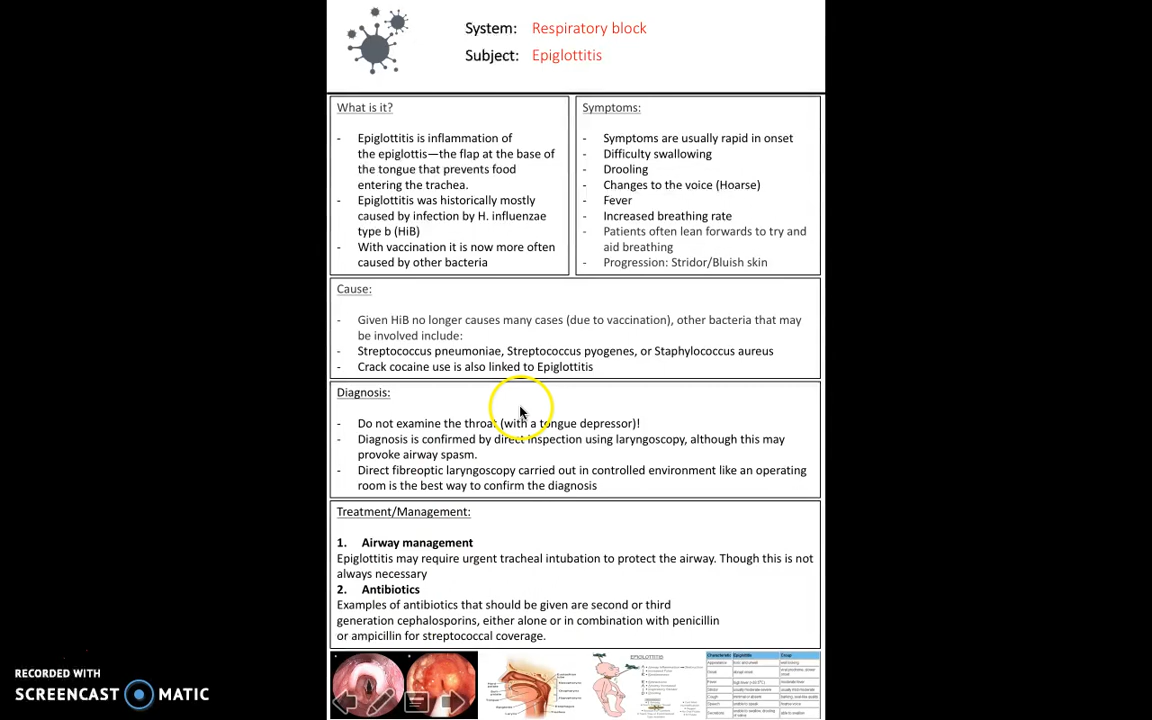 System: Respiratory block
Subject: Epiglottitis
What is it?
- Epiglottitis is inflammation of
the epiglottis—the flap at the base of
the tongue that prevents food
entering the trachea.
- Epiglottitis was historically mostly
caused by infection by H. influenzae
type b (HiB)
- With vaccination it is now more often
caused by other bacteria
Symptoms:
- Symptoms are usually rapid in onset
- Difficulty swallowing
- Drooling
- Changes to the voice (Hoarse)
- Fever
- Increased breathing rate
- Patients often lean forwards to try and
aid breathing
- Progression: Stridor/Bluish skin
Cause:
- Given HiB no longer causes many cases (due to vaccination), other bacteria that may
be involved include:
- Streptococcus pneumoniae, Streptococcus pyogenes, or Staphylococcus aureus
- Crack cocaine use is also linked to Epiglottitis
Diagnosis:
- Do not examine the throat (with a tongue depressor)!
- Diagnosis is confirmed by direct inspection using laryngoscopy, although this may
provoke airway spasm.
- Direct fibreoptic laryngoscopy carried out in controlled environment like an operating
room is the best way to confirm the diagnosis
Treatment/Management:
1. Airway management
Epiglottitis may require urgent tracheal intubation to protect the airway. Though this is not
always necessary
2. Antibiotics
Examples of antibiotics that should be given are second or third
generation cephalosporins, either alone or in combination with penicillin
or ampicillin for streptococcal coverage.
EPIGLOTTITIS
Characteristic Epiglottitis Croup
RECORDED WITH
SCREENCAST MATIC